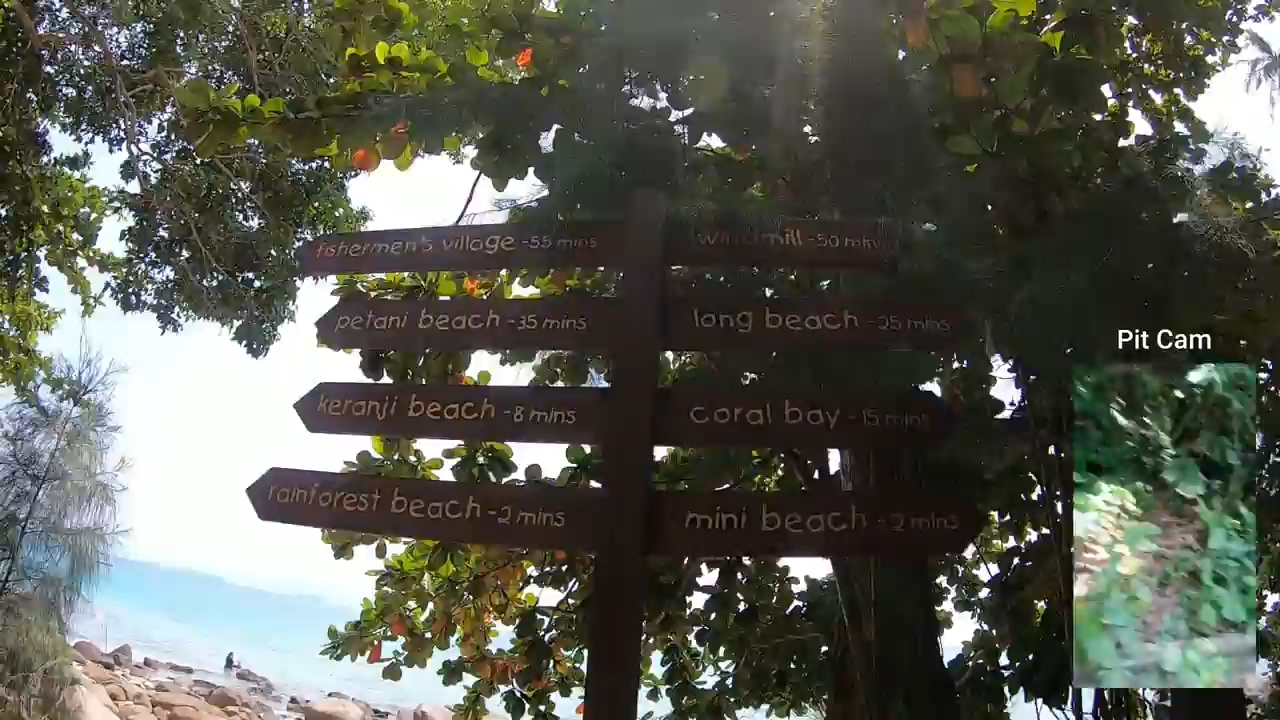 fishermen's village -55 mins
windmill -50 mins
petani beach -35 mins
long beach -25 mins
keranji beach -8 mins
coral bay -15 mins
rainforest beach -2 mins
mini beach -2 mins
Pit Cam